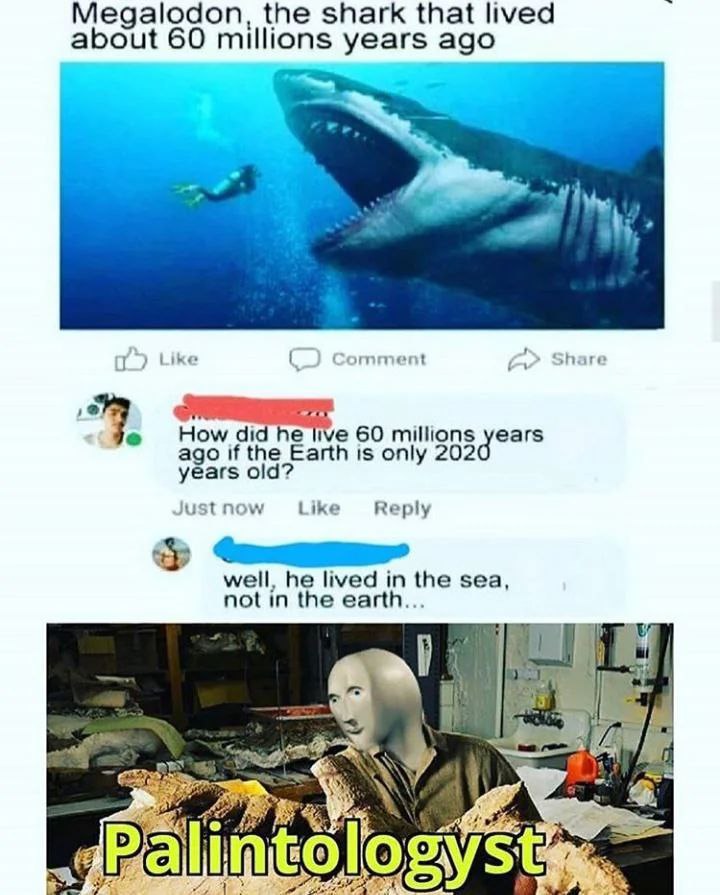 Megalodon, the shark that lived
about 60 millions years ago
Like Comment Share
How did he live 60 millions years
ago if the Earth is only 2020
years old?
Just now Like Reply
well, he lived in the sea,
not in the earth...
Palintologyst